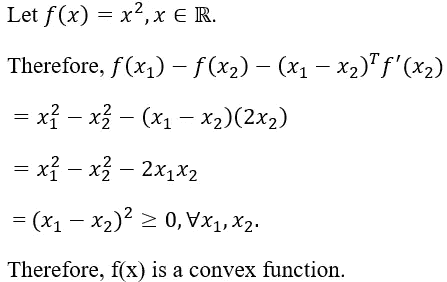 Let f(x) = x², x ∈ ℝ.
Therefore, f(x₁) − f(x₂) − (x₁ − x₂)ᵀf′(x₂)
= x₁² − x₂² − (x₁ − x₂)(2x₂)
= x₁² − x₂² − 2x₁x₂
= (x₁ − x₂)² ≥ 0, ∀x₁, x₂.
Therefore, f(x) is a convex function.